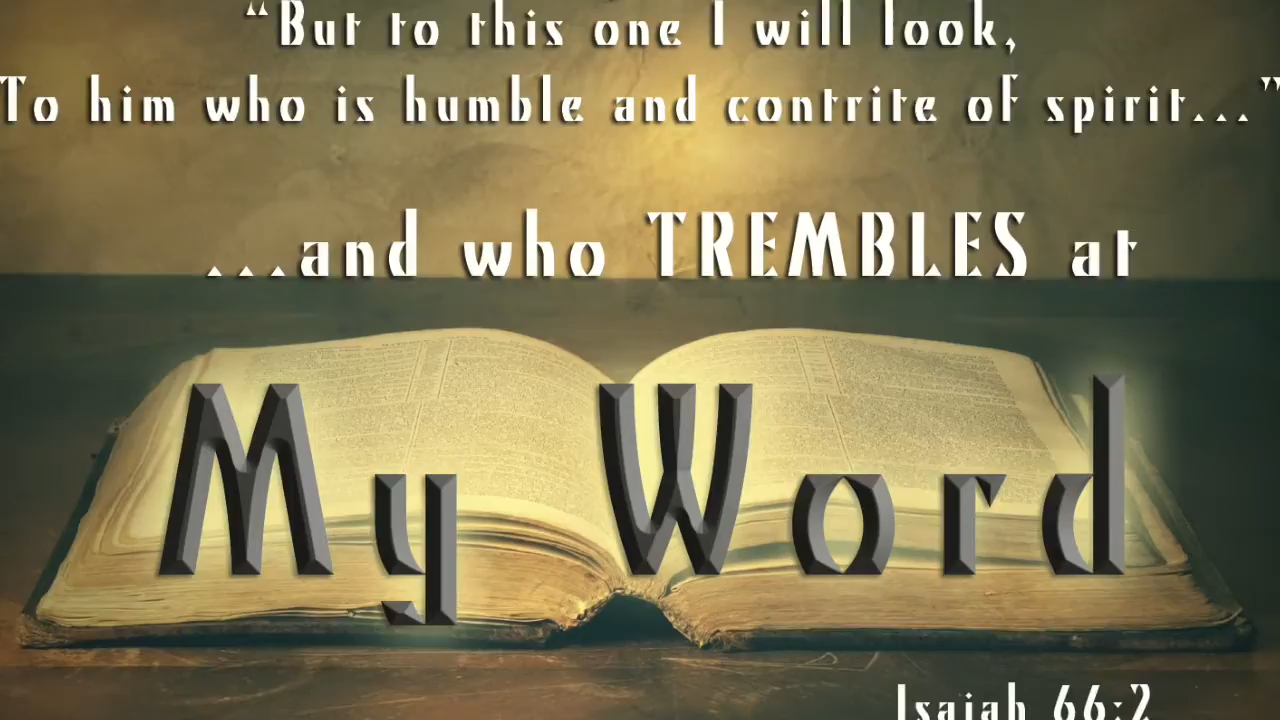 “But to this one I will look,
To him who is humble and contrite of spirit...”
...and who TREMBLES at
My Word
Isaiah 66:2